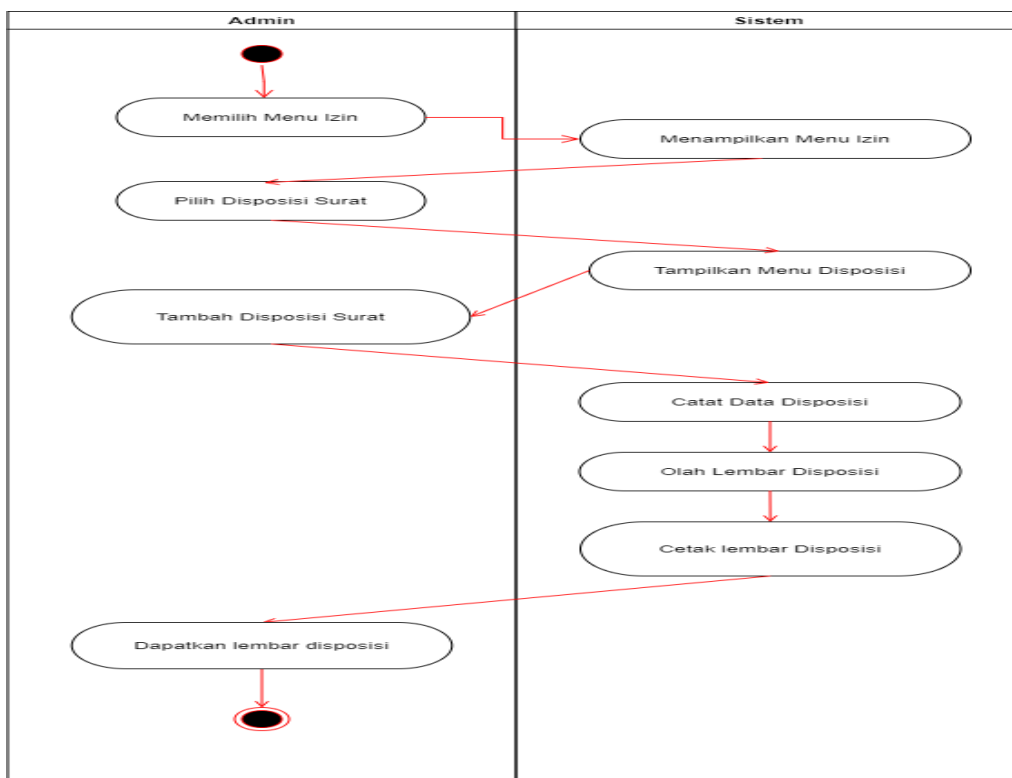 Admin
Sistem
Memilih Menu Izin
Menampilkan Menu Izin
Pilih Disposisi Surat
Tampilkan Menu Disposisi
Tambah Disposisi Surat
Catat Data Disposisi
Olah Lembar Disposisi
Cetak lembar Disposisi
Dapatkan lembar disposisi